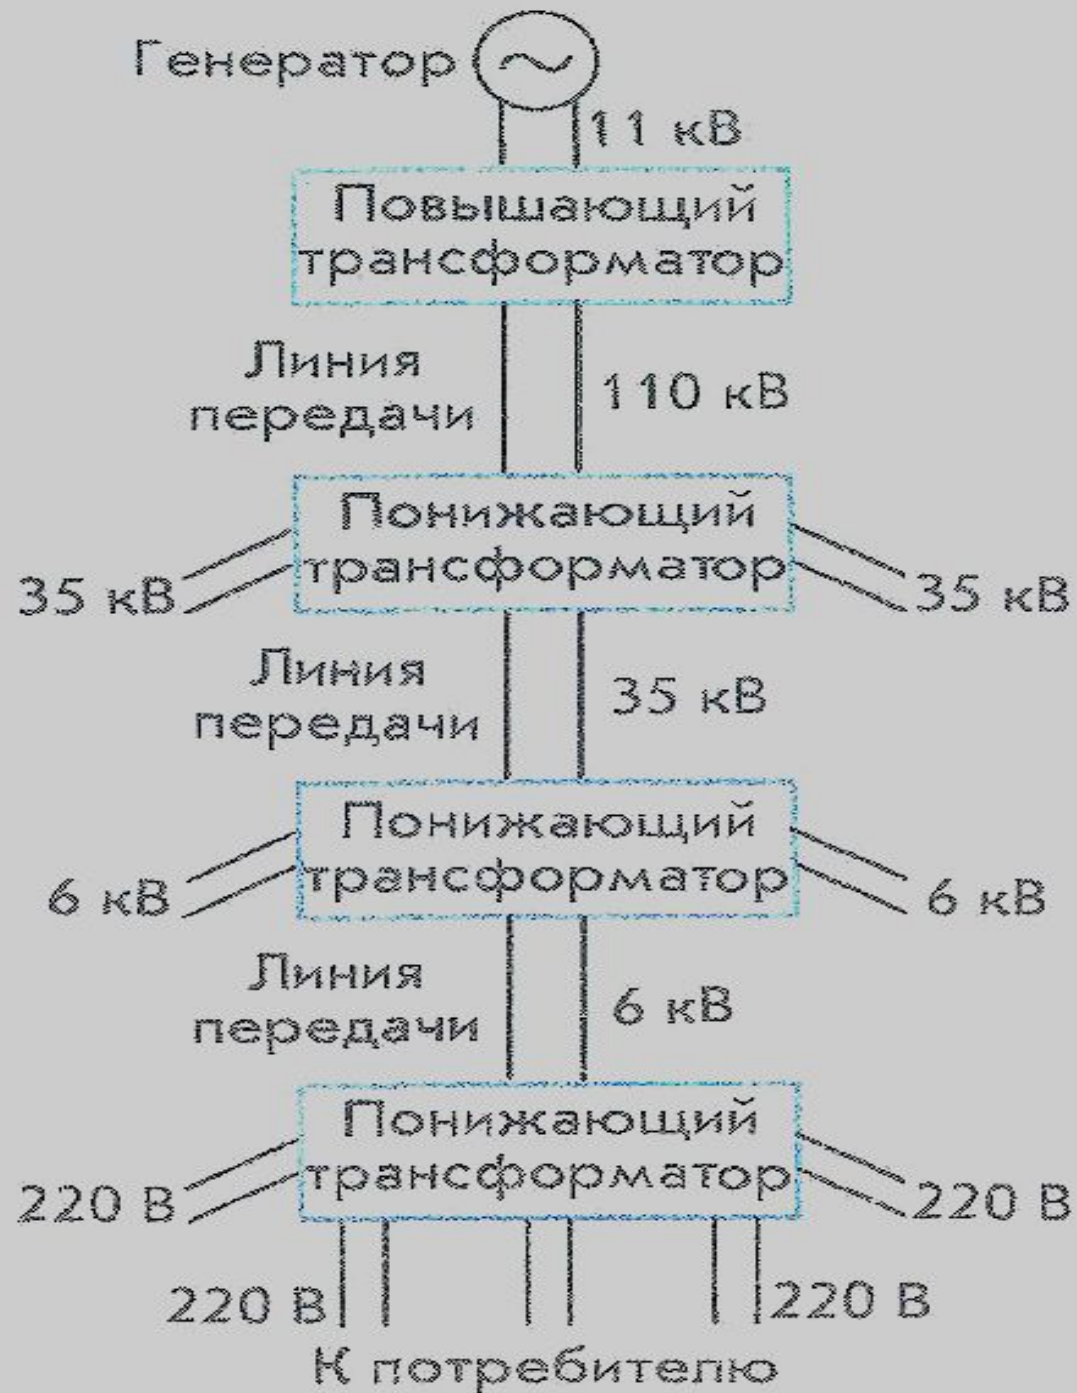 Генератор
11 кВ
Повышающий
трансформатор
Линия
передачи
110 кВ
Понижающий
трансформатор
35 кВ
35 кВ
Линия
передачи
35 кВ
Понижающий
трансформатор
6 кВ
6 кВ
Линия
передачи
6 кВ
Понижающий
трансформатор
220 В
220 В
220 В
220 В
К потребителю